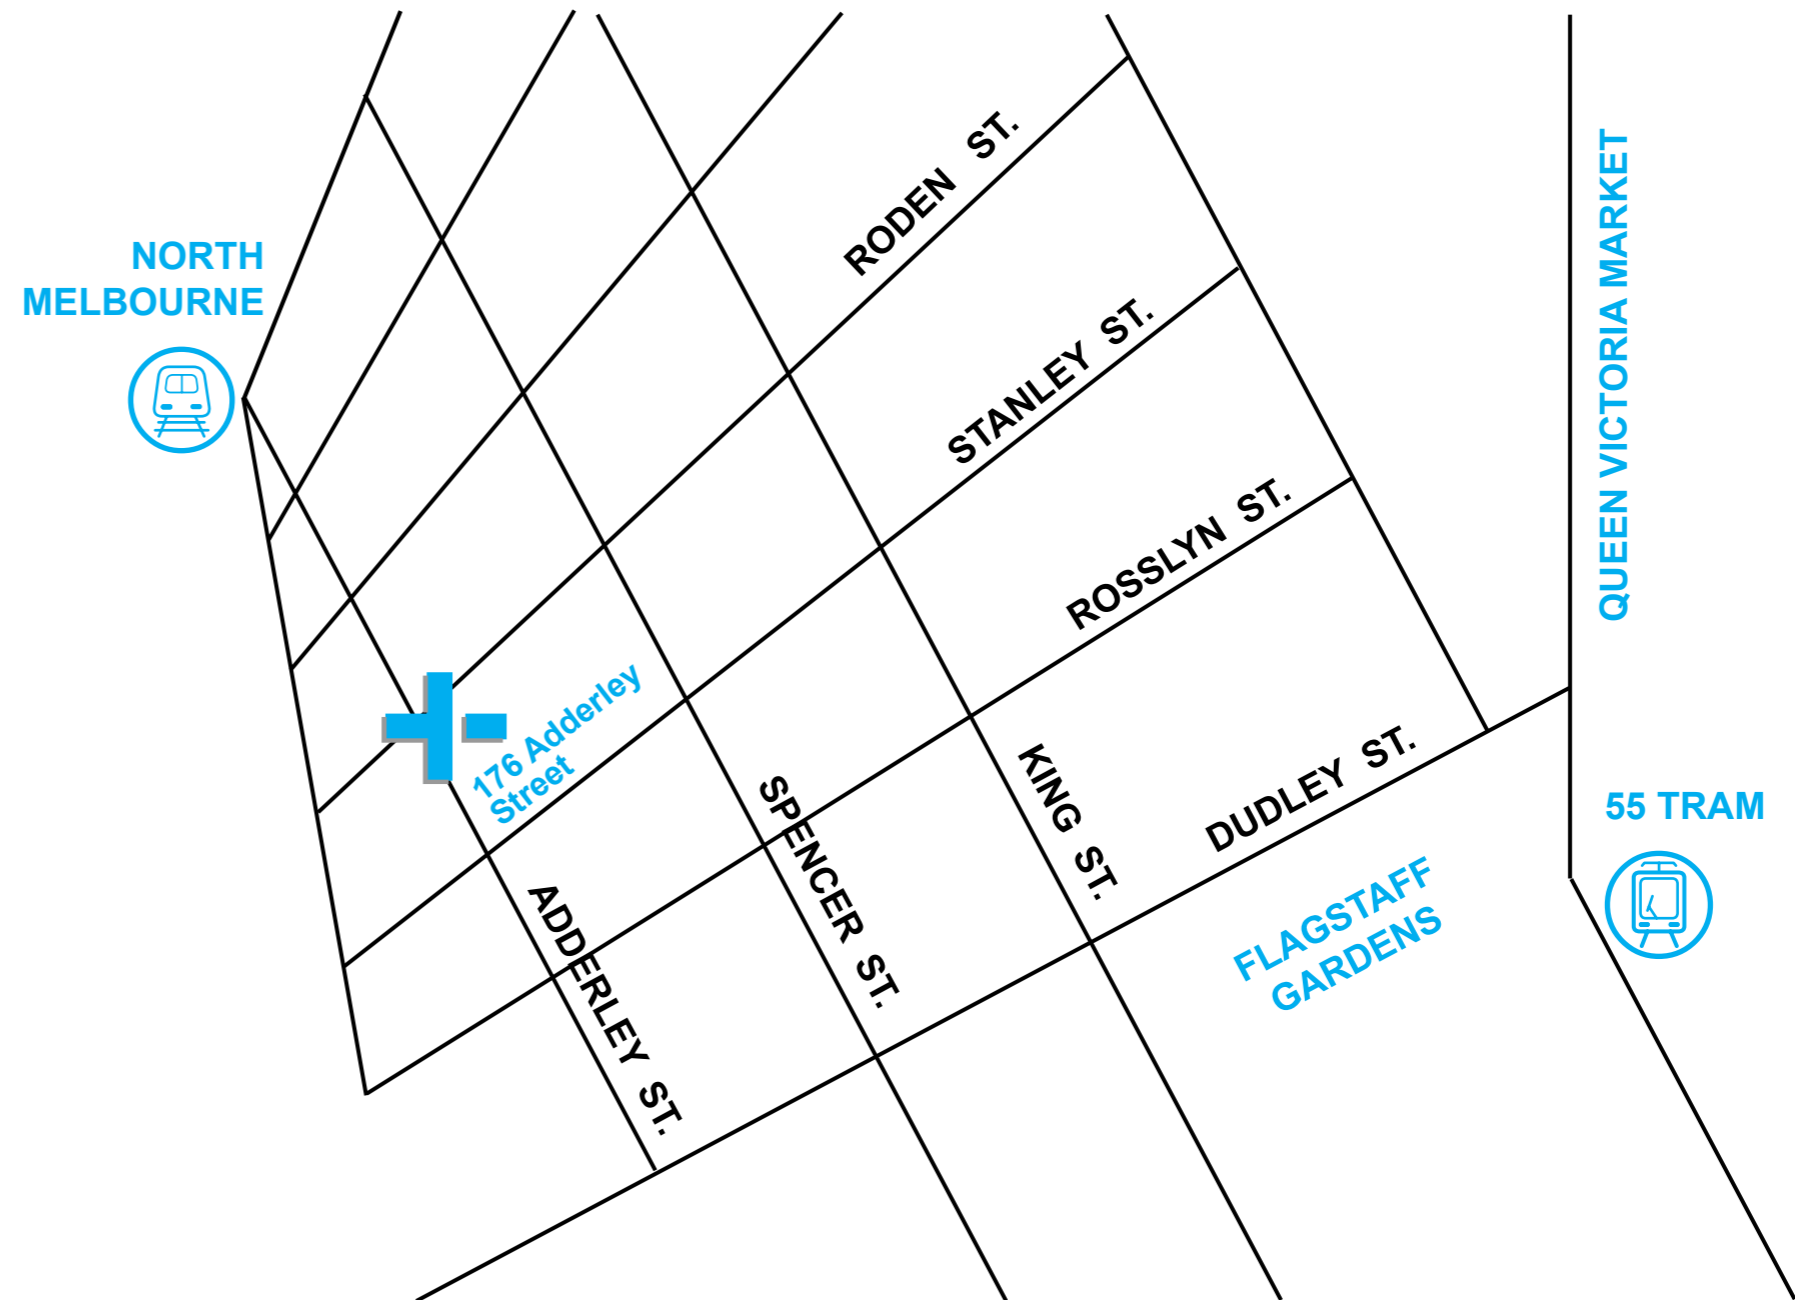 RODEN ST.
NORTH
MELBOURNE
STANLEY ST.
QUEEN VICTORIA MARKET
ROSSLYN ST.
176 Adderley
Street
SPENCER ST.
KING ST.
DUDLEY ST.
55 TRAM
ADDERLEY ST.
FLAGSTAFF
GARDENS